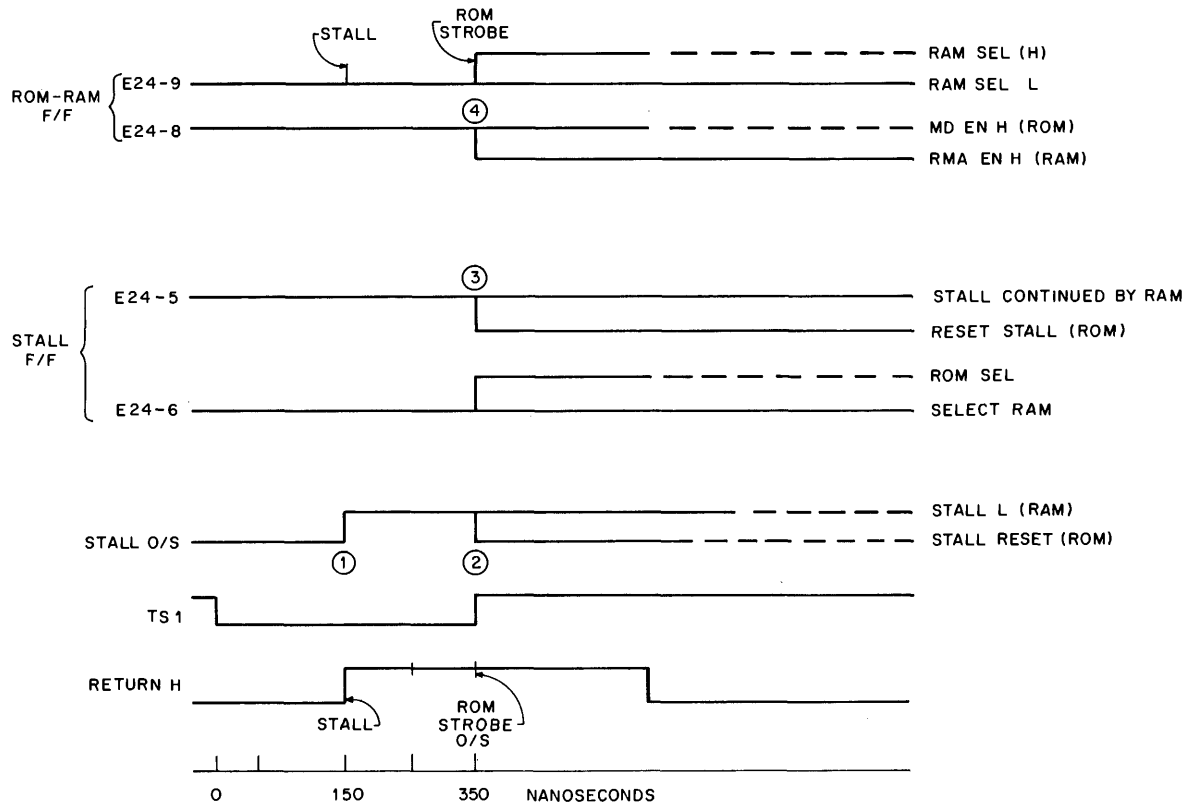 STALL
ROM
STROBE
RAM SEL (H)
ROM-RAM
F/F
E24-9
RAM SEL L
4
E24-8
MD EN H (ROM)
RMA EN H (RAM)
3
E24-5
STALL CONTINUED BY RAM
RESET STALL (ROM)
STALL
F/F
ROM SEL
E24-6
SELECT RAM
STALL L (RAM)
STALL O/S
STALL RESET (ROM)
1
2
TS 1
RETURN H
STALL
ROM
STROBE
O/S
0 150 350 NANOSECONDS